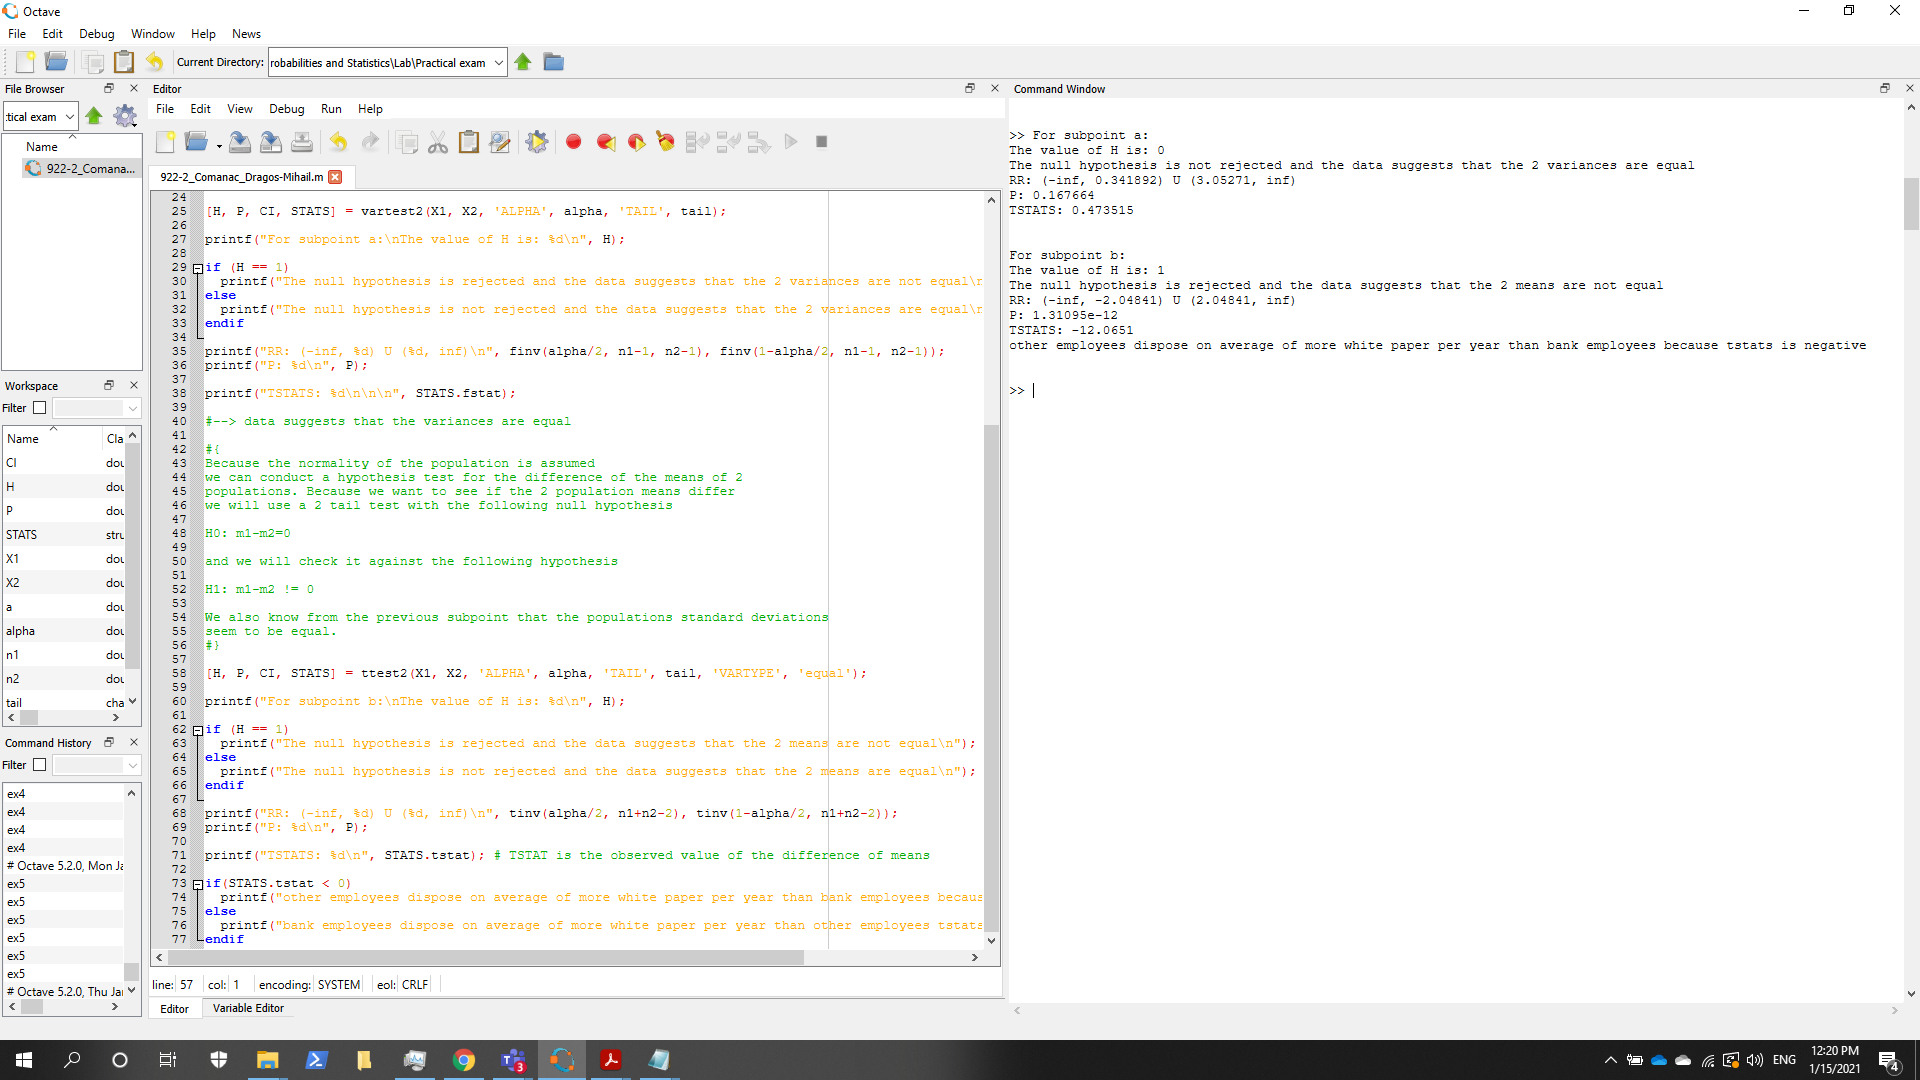 Octave
File Edit Debug Window Help News
Current Directory: robabilities and Statistics\Lab\Practical exam
File Browser
:tical exam
Name
922-2_Comana...
Workspace
Filter
Name Cla
CI dou
H dou
P dou
STATS stru
X1 dou
X2 dou
a dou
alpha dou
n1 dou
n2 dou
tail cha
Command History
Filter
ex4
ex4
ex4
ex4
# Octave 5.2.0, Mon Ja
ex5
ex5
ex5
ex5
ex5
ex5
# Octave 5.2.0, Thu Jan
Editor
File Edit View Debug Run Help
922-2_Comanac_Dragos-Mihail.m
24
25 [H, P, CI, STATS] = vartest2(X1, X2, 'ALPHA', alpha, 'TAIL', tail);
26
27 printf("For subpoint a:\nThe value of H is: %d\n", H);
28
29 if (H == 1)
30 printf("The null hypothesis is rejected and the data suggests that the 2 variances are not equal\n
31 else
32 printf("The null hypothesis is not rejected and the data suggests that the 2 variances are equal\n
33 endif
34
35 printf("RR: (-inf, %d) U (%d, inf)\n", finv(alpha/2, n1-1, n2-1), finv(1-alpha/2, n1-1, n2-1));
36 printf("P: %d\n", P);
37
38 printf("TSTATS: %d\n\n\n", STATS.fstat);
39
40 #--> data suggests that the variances are equal
41
42 #{
43 Because the normality of the population is assumed
44 we can conduct a hypothesis test for the difference of the means of 2
45 populations. Because we want to see if the 2 population means differ
46 we will use a 2 tail test with the following null hypothesis
47
48 H0: m1-m2=0
49
50 and we will check it against the following hypothesis
51
52 H1: m1-m2 != 0
53
54 We also know from the previous subpoint that the populations standard deviations
55 seem to be equal.
56 #}
57
58 [H, P, CI, STATS] = ttest2(X1, X2, 'ALPHA', alpha, 'TAIL', tail, 'VARTYPE', 'equal');
59
60 printf("For subpoint b:\nThe value of H is: %d\n", H);
61
62 if (H == 1)
63 printf("The null hypothesis is rejected and the data suggests that the 2 means are not equal\n");
64 else
65 printf("The null hypothesis is not rejected and the data suggests that the 2 means are equal\n");
66 endif
67
68 printf("RR: (-inf, %d) U (%d, inf)\n", tinv(alpha/2, n1+n2-2), tinv(1-alpha/2, n1+n2-2));
69 printf("P: %d\n", P);
70
71 printf("TSTATS: %d\n", STATS.tstat); # TSTAT is the observed value of the difference of means
72
73 if(STATS.tstat < 0)
74 printf("other employees dispose on average of more white paper per year than bank employees becaus
75 else
76 printf("bank employees dispose on average of more white paper per year than other employees tstats
77 endif
line: 57 col: 1 encoding: SYSTEM eol: CRLF
Editor Variable Editor
Command Window
>> For subpoint a:
The value of H is: 0
The null hypothesis is not rejected and the data suggests that the 2 variances are equal
RR: (-inf, 0.341892) U (3.05271, inf)
P: 0.167664
TSTATS: 0.473515
For subpoint b:
The value of H is: 1
The null hypothesis is rejected and the data suggests that the 2 means are not equal
RR: (-inf, -2.04841) U (2.04841, inf)
P: 1.31095e-12
TSTATS: -12.0651
other employees dispose on average of more white paper per year than bank employees because tstats is negative
>>
3
ENG
12:20 PM
1/15/2021
4